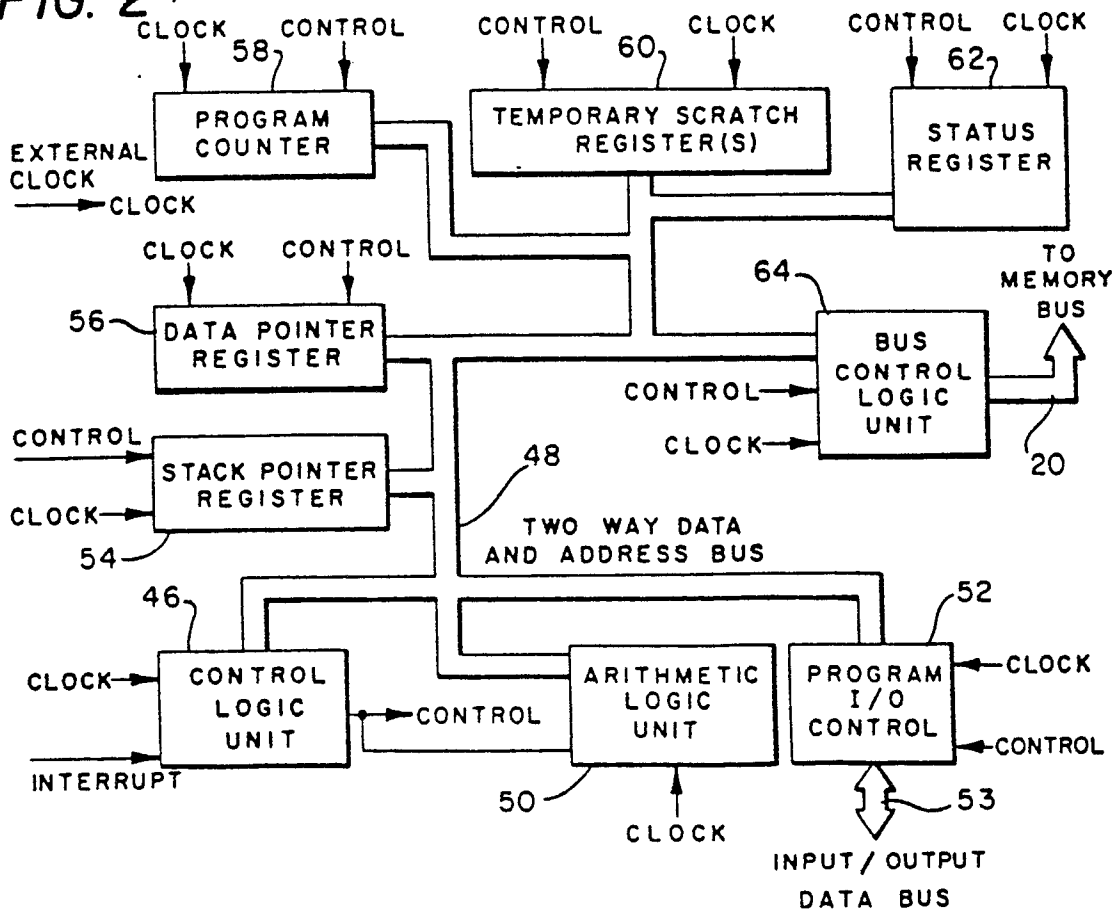 FIG. 2
CLOCK CONTROL
58
PROGRAM
COUNTER
CONTROL CLOCK
60
TEMPORARY SCRATCH
REGISTER(S)
CONTROL CLOCK
62
STATUS
REGISTER
EXTERNAL
CLOCK
CLOCK
CLOCK CONTROL
56
DATA POINTER
REGISTER
TO
MEMORY
BUS
64
BUS
CONTROL
LOGIC
UNIT
CONTROL
CLOCK
20
CONTROL
STACK POINTER
REGISTER
CLOCK
54
48
TWO WAY DATA
AND ADDRESS BUS
46
CONTROL
LOGIC
UNIT
CLOCK
INTERRUPT
CONTROL
ARITHMETIC
LOGIC
UNIT
50
CLOCK
52
PROGRAM
I/O
CONTROL
CLOCK
CONTROL
53
INPUT/OUTPUT
DATA BUS